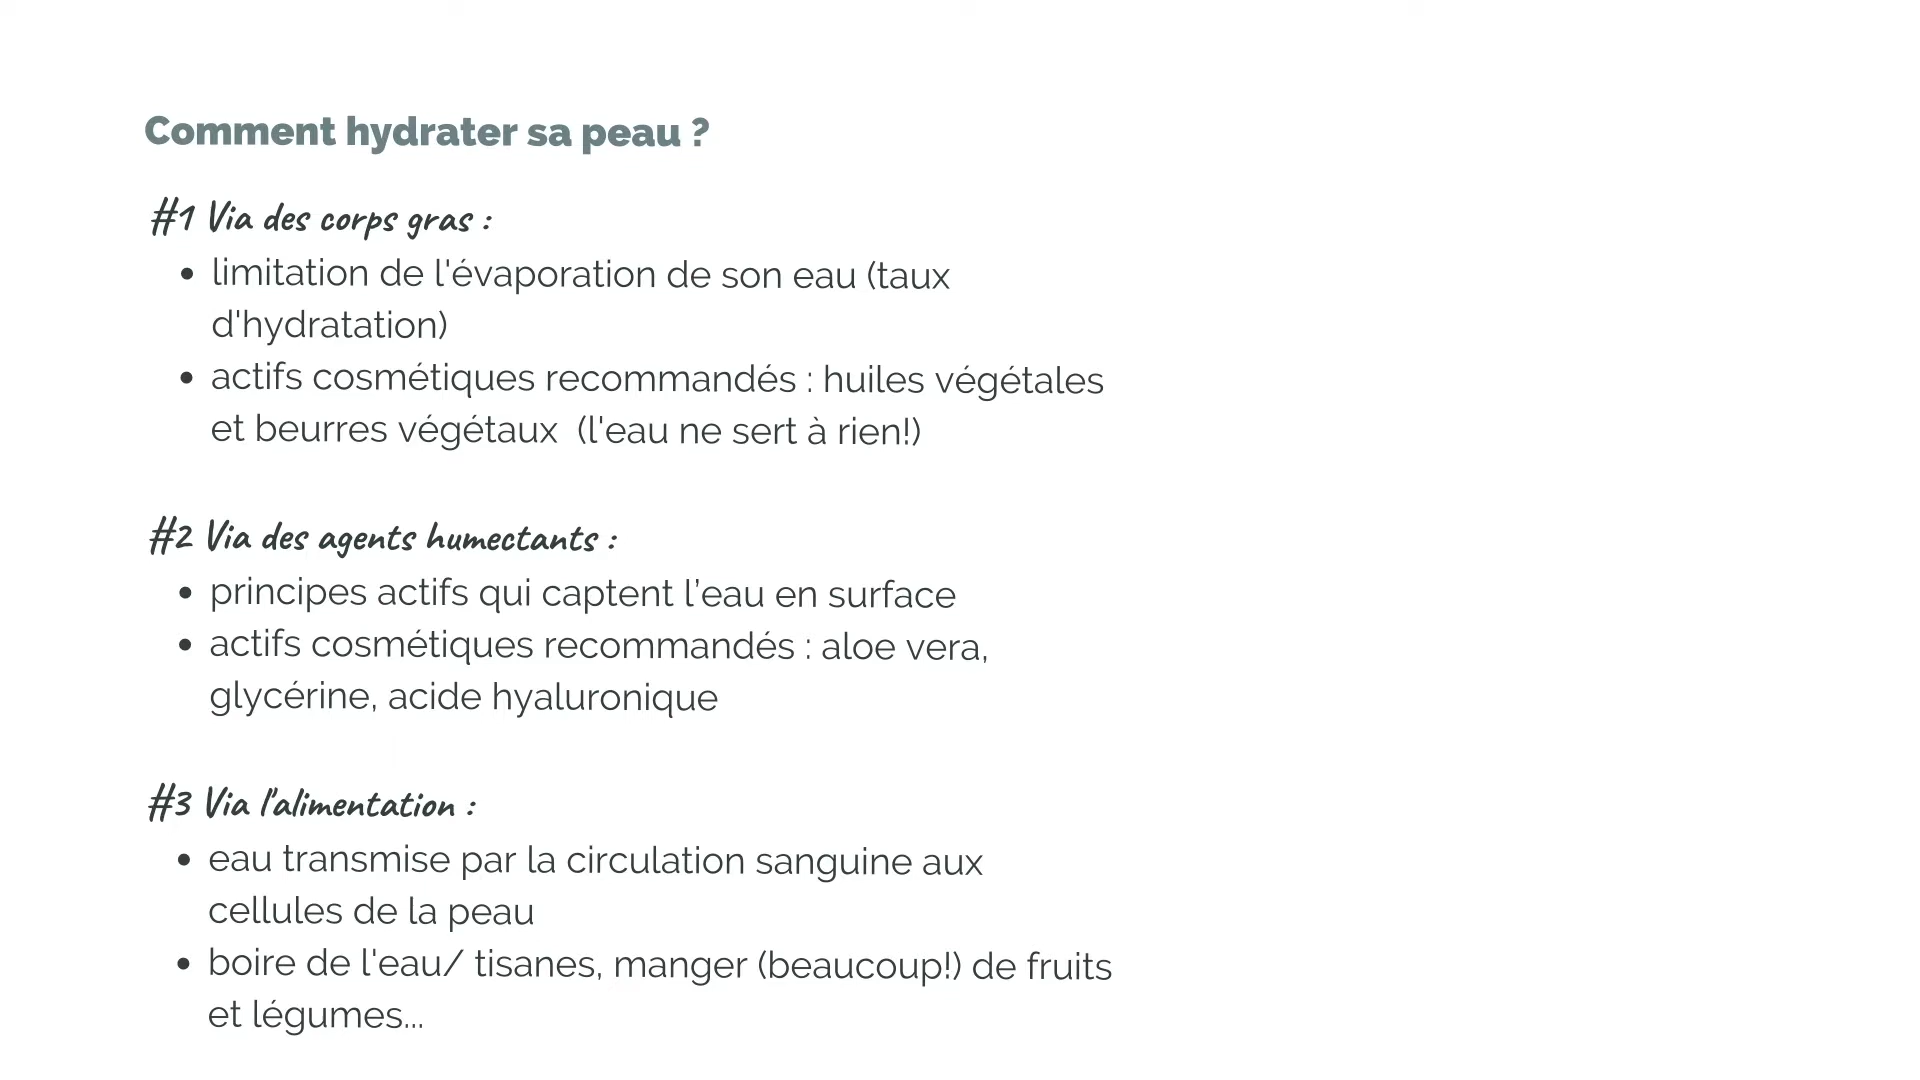 Comment hydrater sa peau ?
#1 Via des corps gras :
• limitation de l'évaporation de son eau (taux
d'hydratation)
• actifs cosmétiques recommandés : huiles végétales
et beurres végétaux  (l'eau ne sert à rien!)
#2 Via des agents humectants :
• principes actifs qui captent l’eau en surface
• actifs cosmétiques recommandés : aloe vera,
glycérine, acide hyaluronique
#3 Via l'alimentation :
• eau transmise par la circulation sanguine aux
cellules de la peau
• boire de l'eau/ tisanes, manger (beaucoup!) de fruits
et légumes...